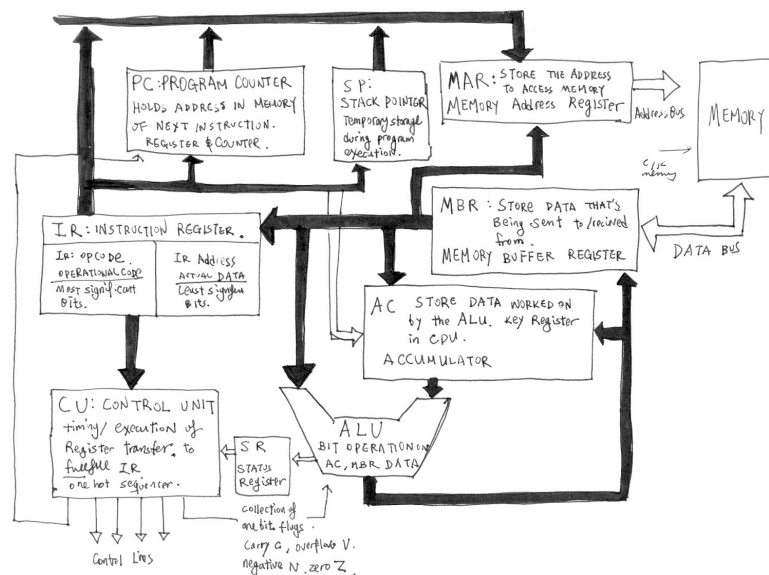 PC: PROGRAM COUNTER
HOLDS ADDRESS IN MEMORY
OF NEXT INSTRUCTION.
REGISTER & COUNTER.
SP:
STACK POINTER
Temporary storage
during program
execution.
MAR: STORE THE ADDRESS
TO ACCESS MEMORY
MEMORY Address Register
Address Bus
MEMORY
memory
IR: INSTRUCTION REGISTER.
IR: OPCODE.
OPERATIONAL CODE
most significant
Bits.
IR Address
ACTUAL DATA
Least
Bits.
MBR: STORE DATA THAT'S
Being sent to/recived
from.
MEMORY BUFFER REGISTER
DATA BUS
AC STORE DATA WORKED ON
by the ALU. Key Register
in CPU.
ACCUMULATOR
CU: CONTROL UNIT
timing/ execution of
Register transfer. to
fullfull IR
one hot sequencer.
SR
STATUS
Register
ALU
BIT OPERATION ON
AC, MBR DATA
collection of
one bit flags.
carry C, overflow V.
negative N, zero Z,
Control Lines